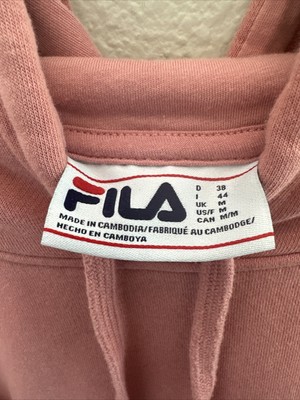 FILA
D 38
I 44
UK M
US/F M
CAN M/M
MADE IN CAMBODIA/FABRIQUÉ AU CAMBODGE/
HECHO EN CAMBOYA